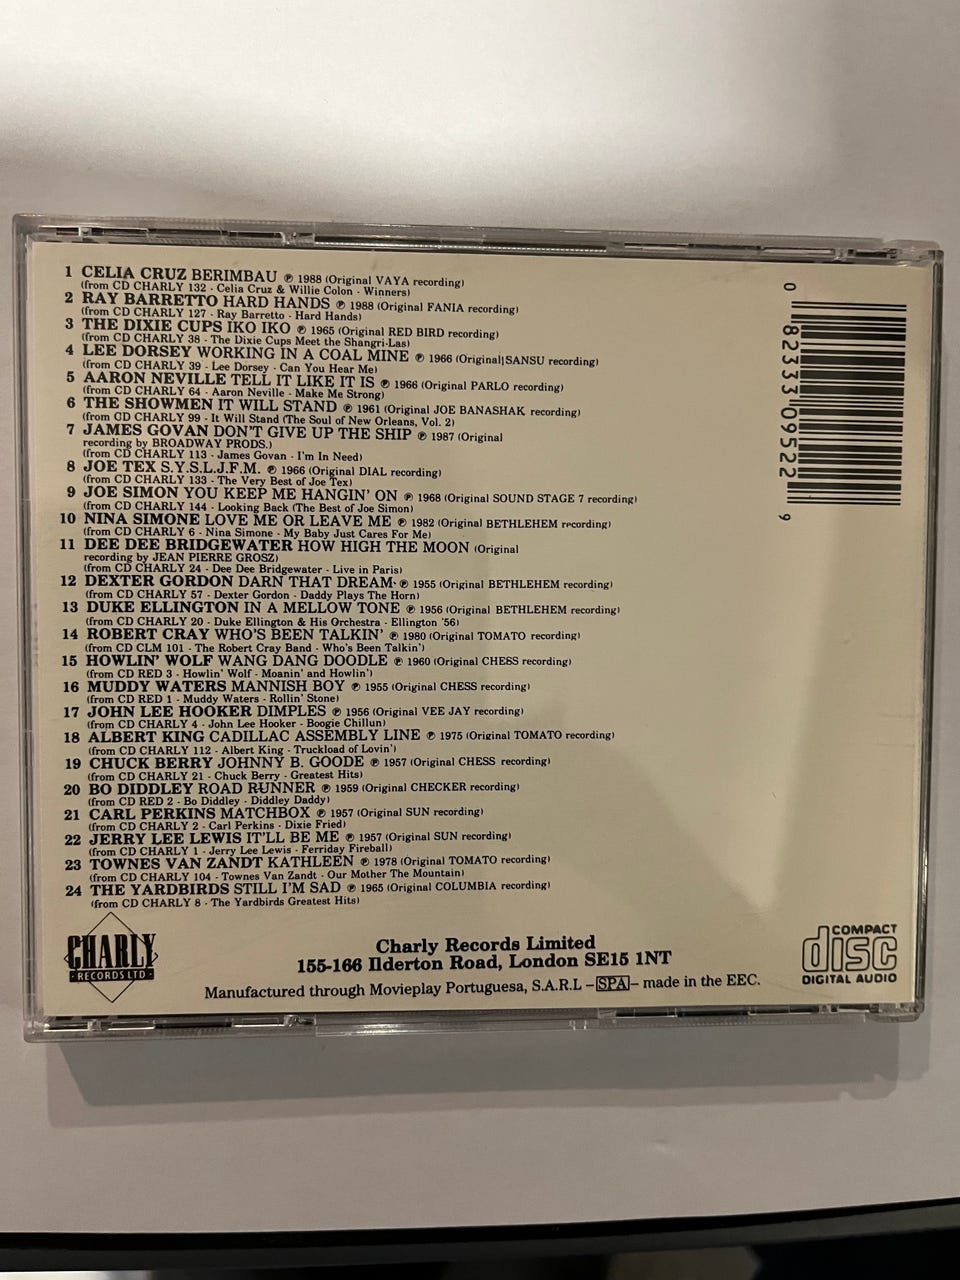 1 CELIA CRUZ BERIMBAU ℗ 1988 (Original VAYA recording)
(from CD CHARLY 132 - Celia Cruz & Willie Colon - Winners)
2 RAY BARRETTO HARD HANDS ℗ 1988 (Original FANIA recording)
(from CD CHARLY 127 - Ray Barretto - Hard Hands)
3 THE DIXIE CUPS IKO IKO ℗ 1965 (Original RED BIRD recording)
(from CD CHARLY 38 - The Dixie Cups Meet the Shangri-Las)
4 LEE DORSEY WORKING IN A COAL MINE ℗ 1966 (Original SANSU recording)
(from CD CHARLY 39 - Lee Dorsey - Can You Hear Me)
5 AARON NEVILLE TELL IT LIKE IT IS ℗ 1966 (Original PARLO recording)
(from CD CHARLY 64 - Aaron Neville - Make Me Strong)
6 THE SHOWMEN IT WILL STAND ℗ 1961 (Original JOE BANASHAK recording)
(from CD CHARLY 99 - It Will Stand (The Soul of New Orleans, Vol. 2)
7 JAMES GOVAN DON'T GIVE UP THE SHIP ℗ 1987 (Original
recording by BROADWAY PRODS.)
(from CD CHARLY 113 - James Govan - I'm In Need)
8 JOE TEX S.Y.S.L.J.F.M. ℗ 1966 (Original DIAL recording)
(from CD CHARLY 133 - The Very Best of Joe Tex)
9 JOE SIMON YOU KEEP ME HANGIN' ON ℗ 1968 (Original SOUND STAGE 7 recording)
(from CD CHARLY 144 - Looking Back (The Best of Joe Simon)
10 NINA SIMONE LOVE ME OR LEAVE ME ℗ 1982 (Original BETHLEHEM recording)
(from CD CHARLY 6 - Nina Simone - My Baby Just Cares For Me)
11 DEE DEE BRIDGEWATER HOW HIGH THE MOON (Original
recording by JEAN PIERRE GROSZ)
(from CD CHARLY 24 - Dee Dee Bridgewater - Live in Paris)
12 DEXTER GORDON DARN THAT DREAM ℗ 1955 (Original BETHLEHEM recording)
(from CD CHARLY 57 - Dexter Gordon - Daddy Plays The Horn)
13 DUKE ELLINGTON IN A MELLOW TONE ℗ 1956 (Original BETHLEHEM recording)
(from CD CHARLY 20 - Duke Ellington & His Orchestra - Ellington '56)
14 ROBERT CRAY WHO'S BEEN TALKIN' ℗ 1980 (Original TOMATO recording)
(from CD CLM 101 - The Robert Cray Band - Who's Been Talkin')
15 HOWLIN' WOLF WANG DANG DOODLE ℗ 1960 (Original CHESS recording)
(from CD RED 3 - Howlin' Wolf - Moanin' and Howlin')
16 MUDDY WATERS MANNISH BOY ℗ 1955 (Original CHESS recording)
(from CD RED 1 - Muddy Waters - Rollin' Stone)
17 JOHN LEE HOOKER DIMPLES ℗ 1956 (Original VEE JAY recording)
(from CD CHARLY 4 - John Lee Hooker - Boogie Chillun)
18 ALBERT KING CADILLAC ASSEMBLY LINE ℗ 1975 (Original TOMATO recording)
(from CD CHARLY 112 - Albert King - Truckload of Lovin')
19 CHUCK BERRY JOHNNY B. GOODE ℗ 1957 (Original CHESS recording)
(from CD CHARLY 21 - Chuck Berry - Greatest Hits)
20 BO DIDDLEY ROAD RUNNER ℗ 1959 (Original CHECKER recording)
(from CD RED 2 - Bo Diddley - Diddley Daddy)
21 CARL PERKINS MATCHBOX ℗ 1957 (Original SUN recording)
(from CD CHARLY 2 - Carl Perkins - Dixie Fried)
22 JERRY LEE LEWIS IT'LL BE ME ℗ 1957 (Original SUN recording)
(from CD CHARLY 1 - Jerry Lee Lewis - Ferriday Fireball)
23 TOWNES VAN ZANDT KATHLEEN ℗ 1978 (Original TOMATO recording)
(from CD CHARLY 104 - Townes Van Zandt - Our Mother The Mountain)
24 THE YARDBIRDS STILL I'M SAD ℗ 1965 (Original COLUMBIA recording)
(from CD CHARLY 8 - The Yardbirds Greatest Hits)
0 82333 09522 9
CHARLY
RECORDS LTD
Charly Records Limited
155-166 Ilderton Road, London SE15 1NT
Manufactured through Movieplay Portuguesa, S.A.R.L – SPA – made in the EEC.
COMPACT
disc
DIGITAL AUDIO